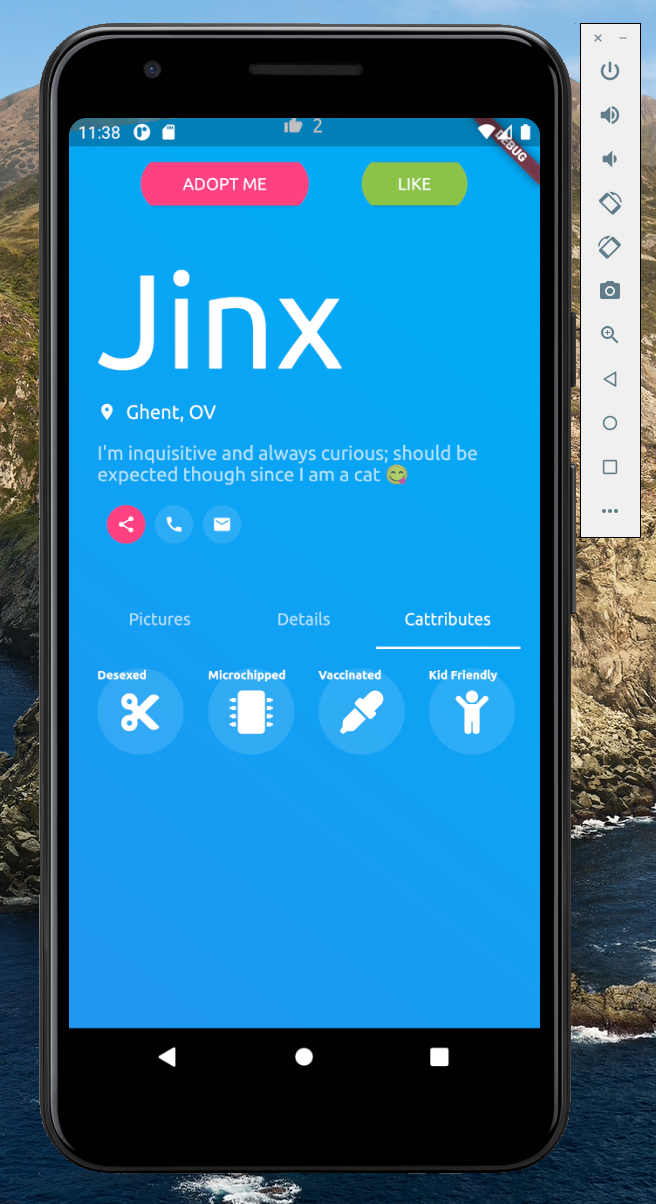 11:38
2
DEBUG
ADOPT ME
LIKE
Jinx
Ghent, OV
I'm inquisitive and always curious; should be
expected though since I am a cat 😋
Pictures
Details
Cattributes
Desexed
Microchipped
Vaccinated
Kid Friendly